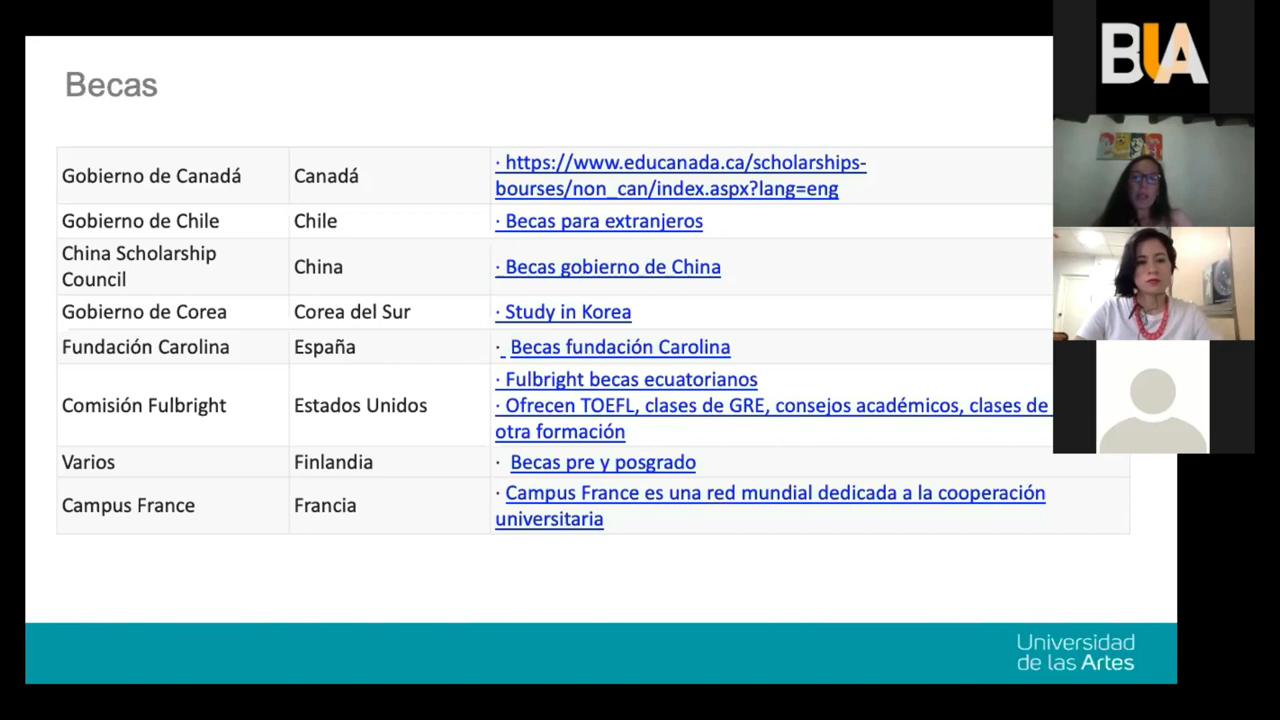 Becas
Gobierno de Canadá Canadá · https://www.educanada.ca/scholarships-
bourses/non_can/index.aspx?lang=eng
Gobierno de Chile Chile · Becas para extranjeros
China Scholarship
Council China · Becas gobierno de China
Gobierno de Corea Corea del Sur · Study in Korea
Fundación Carolina España · Becas fundación Carolina
Comisión Fulbright Estados Unidos · Fulbright becas ecuatorianos
· Ofrecen TOEFL, clases de GRE, consejos académicos, clases de
otra formación
Varios Finlandia · Becas pre y posgrado
Campus France Francia · Campus France es una red mundial dedicada a la cooperación
universitaria
Universidad
de las Artes
BUA